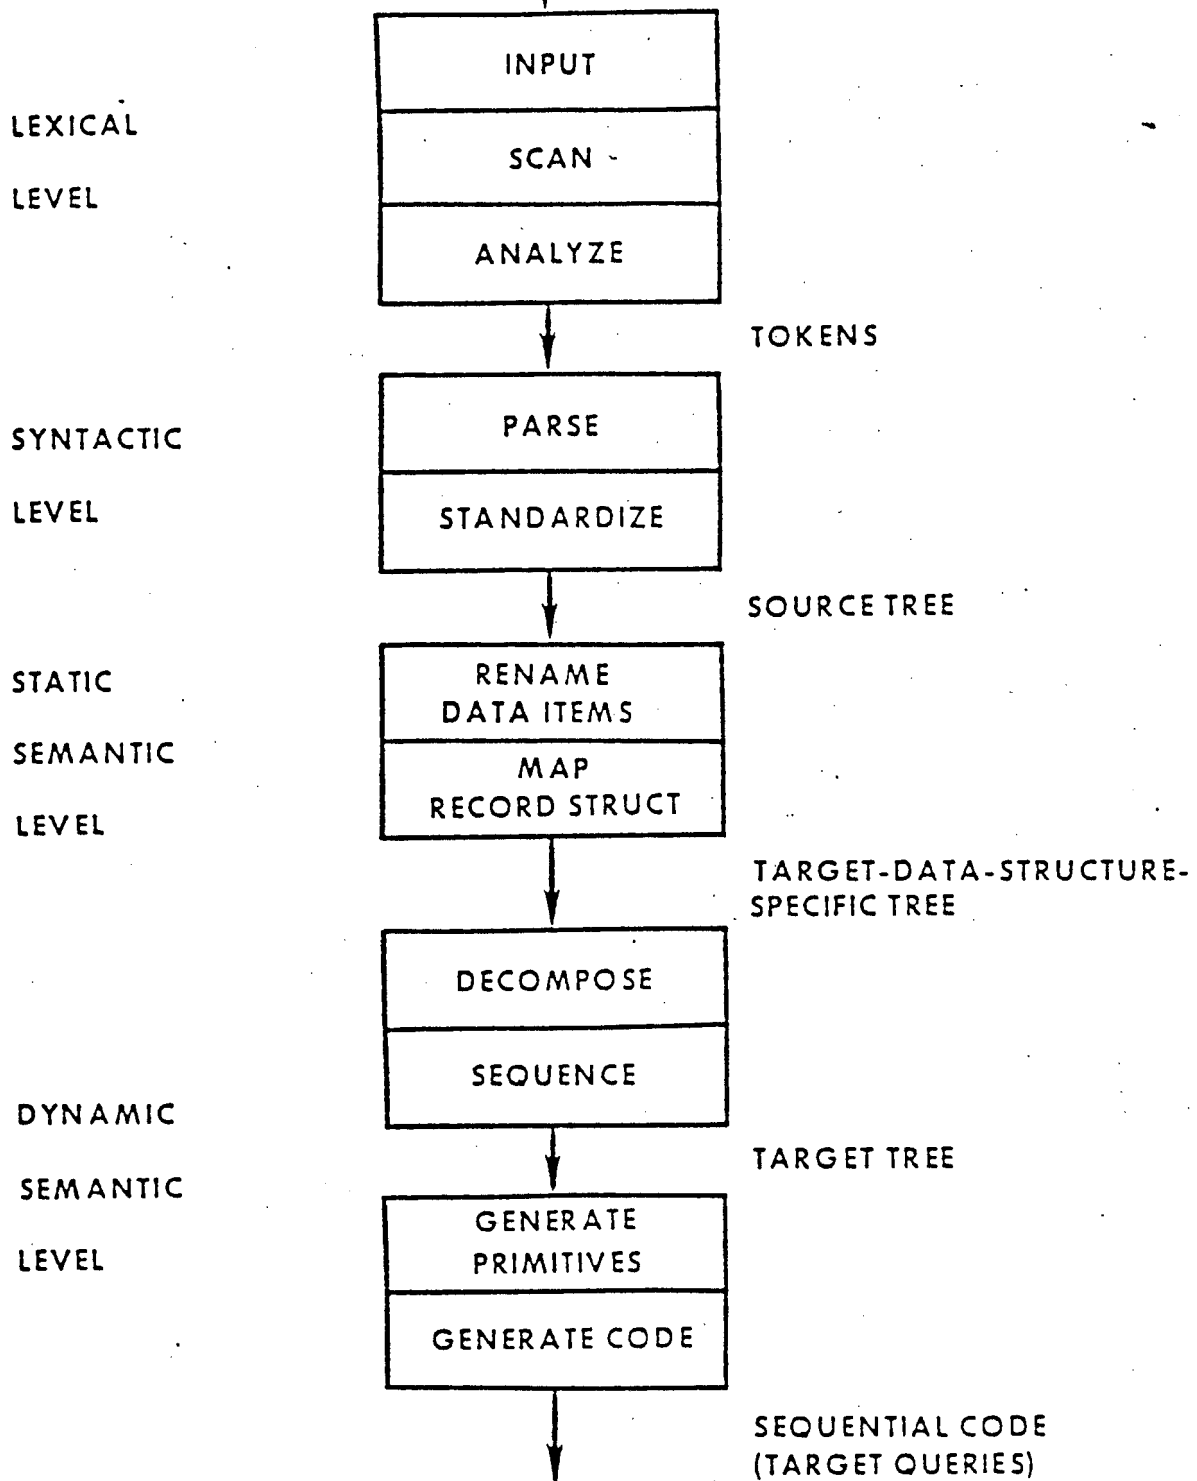 INPUT
LEXICAL
SCAN
LEVEL
ANALYZE
TOKENS
PARSE
SYNTACTIC
LEVEL
STANDARDIZE
SOURCE TREE
STATIC
RENAME
DATA ITEMS
SEMANTIC
MAP
RECORD STRUCT
LEVEL
TARGET-DATA-STRUCTURE-
SPECIFIC TREE
DECOMPOSE
SEQUENCE
DYNAMIC
TARGET TREE
SEMANTIC
GENERATE
PRIMITIVES
LEVEL
GENERATE CODE
SEQUENTIAL CODE
(TARGET QUERIES)